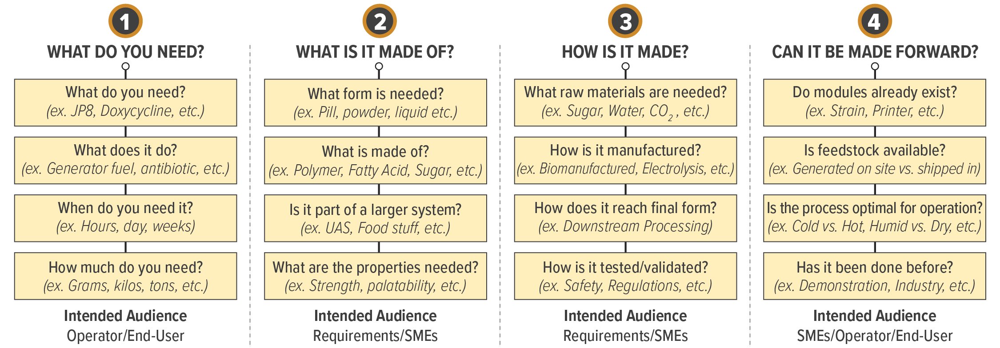 1
WHAT DO YOU NEED?
What do you need?
(ex. JP8, Doxycycline, etc.)
What does it do?
(ex. Generator fuel, antibiotic, etc.)
When do you need it?
(ex. Hours, day, weeks)
How much do you need?
(ex. Grams, kilos, tons, etc.)
Intended Audience
Operator/End-User
2
WHAT IS IT MADE OF?
What form is needed?
(ex. Pill, powder, liquid etc.)
What is made of?
(ex. Polymer, Fatty Acid, Sugar, etc.)
Is it part of a larger system?
(ex. UAS, Food stuff, etc.)
What are the properties needed?
(ex. Strength, palatability, etc.)
Intended Audience
Requirements/SMEs
3
HOW IS IT MADE?
What raw materials are needed?
(ex. Sugar, Water, CO₂ , etc.)
How is it manufactured?
(ex. Biomanufactured, Electrolysis, etc.)
How does it reach final form?
(ex. Downstream Processing)
How is it tested/validated?
(ex. Safety, Regulations, etc.)
Intended Audience
Requirements/SMEs
4
CAN IT BE MADE FORWARD?
Do modules already exist?
(ex. Strain, Printer, etc.)
Is feedstock available?
(ex. Generated on site vs. shipped in)
Is the process optimal for operation?
(ex. Cold vs. Hot, Humid vs. Dry, etc.)
Has it been done before?
(ex. Demonstration, Industry, etc.)
Intended Audience
SMEs/Operator/End-User